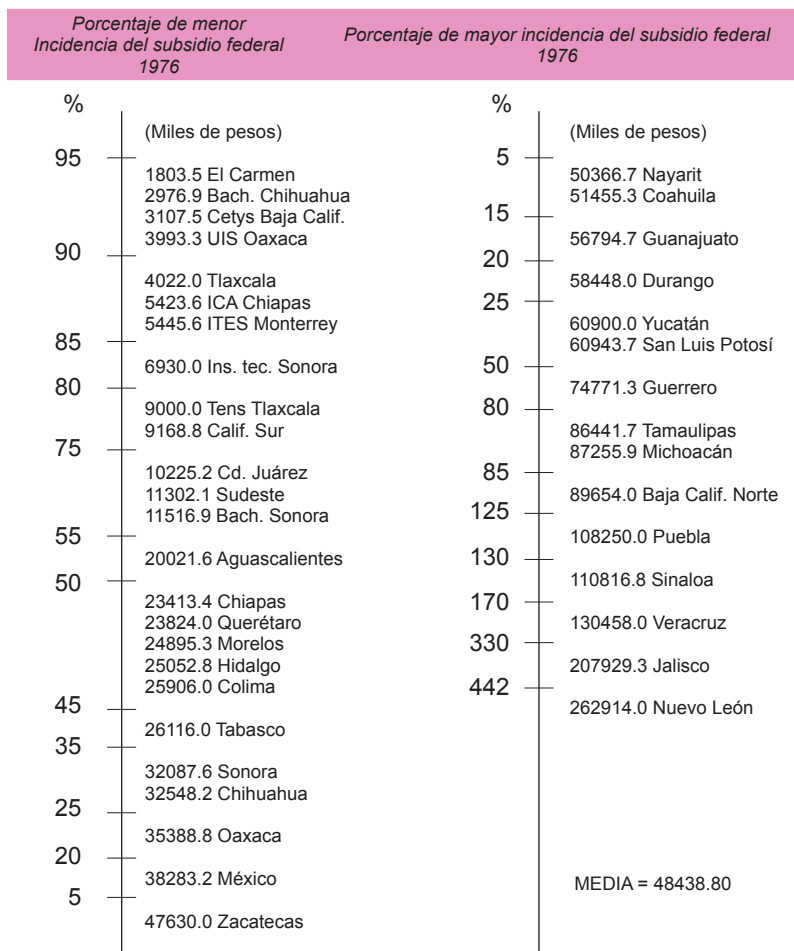 Porcentaje de menor
Incidencia del subsidio federal
1976
%
(Miles de pesos)
95
1803.5 El Carmen
2976.9 Bach. Chihuahua
3107.5 Cetys Baja Calif.
3993.3 UIS Oaxaca
90
4022.0 Tlaxcala
5423.6 ICA Chiapas
5445.6 ITES Monterrey
85
6930.0 Ins. tec. Sonora
80
9000.0 Tens Tlaxcala
9168.8 Calif. Sur
75
10225.2 Cd. Juárez
11302.1 Sudeste
11516.9 Bach. Sonora
55
20021.6 Aguascalientes
50
23413.4 Chiapas
23824.0 Querétaro
24895.3 Morelos
25052.8 Hidalgo
25906.0 Colima
45
26116.0 Tabasco
35
32087.6 Sonora
32548.2 Chihuahua
25
35388.8 Oaxaca
20
38283.2 México
5
47630.0 Zacatecas
Porcentaje de mayor incidencia del subsidio federal
1976
%
(Miles de pesos)
5
50366.7 Nayarit
51455.3 Coahuila
15
56794.7 Guanajuato
20
58448.0 Durango
25
60900.0 Yucatán
60943.7 San Luis Potosí
50
74771.3 Guerrero
80
86441.7 Tamaulipas
87255.9 Michoacán
85
89654.0 Baja Calif. Norte
125
108250.0 Puebla
130
110816.8 Sinaloa
170
130458.0 Veracruz
330
207929.3 Jalisco
442
262914.0 Nuevo León
MEDIA = 48438.80